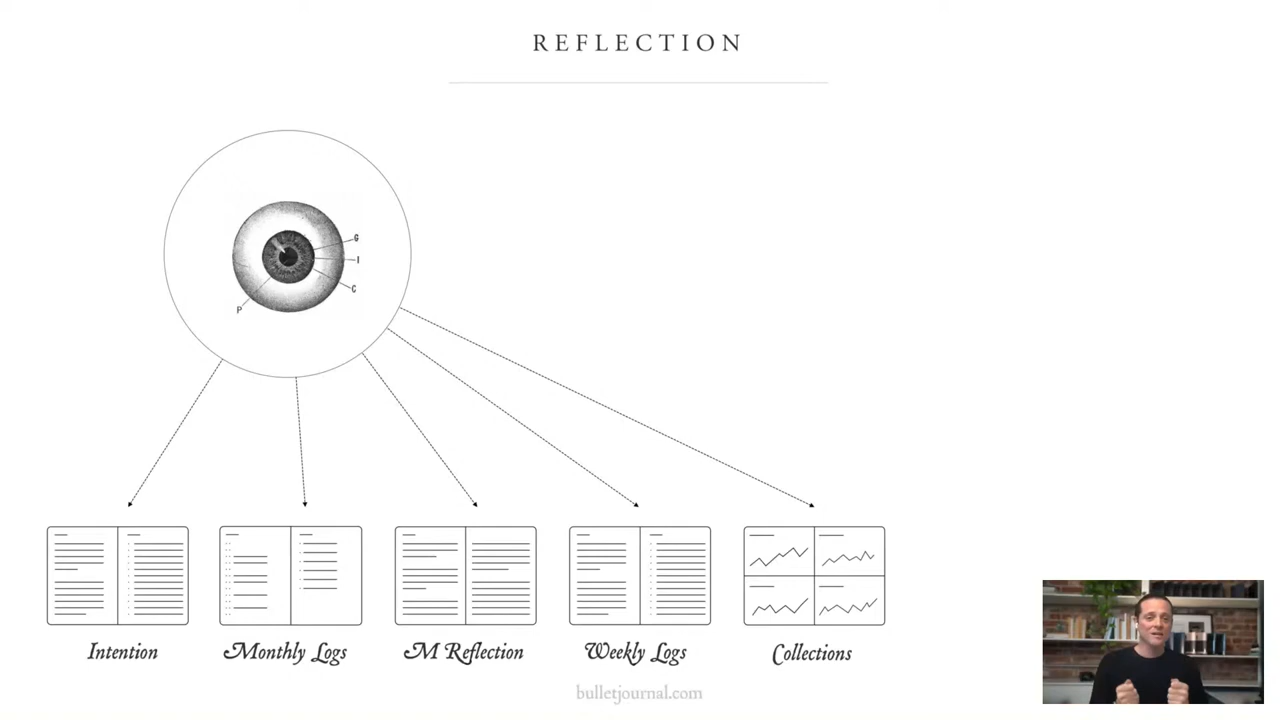 REFLECTION
G
I
C
P
Intention
Monthly Logs
M Reflection
Weekly Logs
Collections
bulletjournal.com